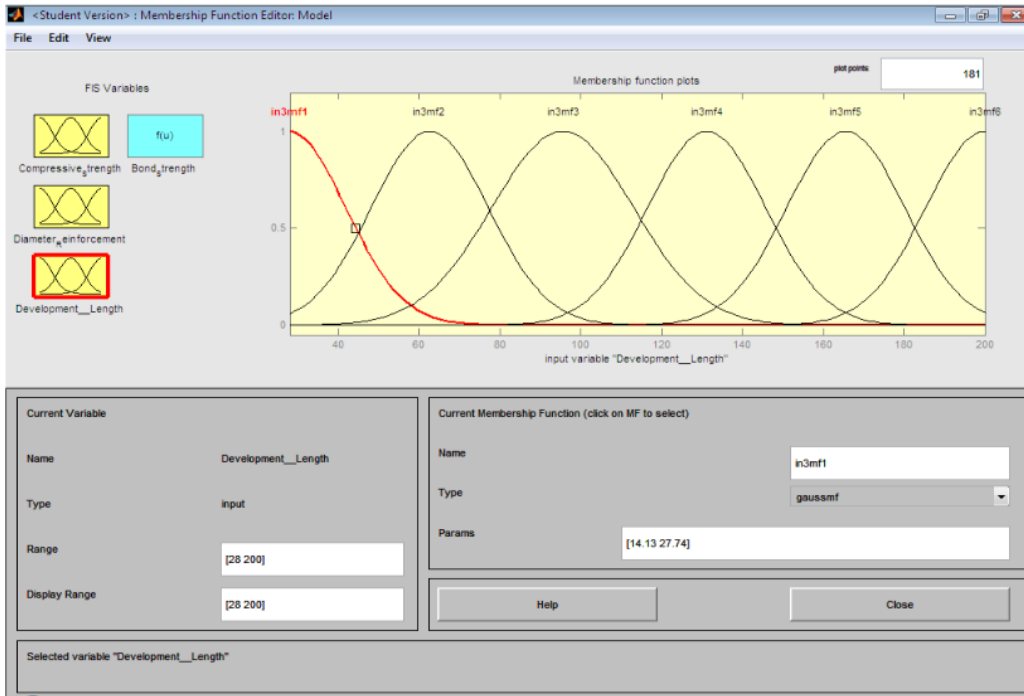 <Student Version> : Membership Function Editor: Model
File Edit View
FIS Variables
f(u)
Compressive_strength Bond_strength
Diameter_Reinforcement
Development__Length
Membership function plots
plot points:
181
in3mf1 in3mf2 in3mf3 in3mf4 in3mf5 in3mf6
1
0.5
0
40 60 80 100 120 140 160 180 200
input variable "Development__Length"
Current Variable
Name Development__Length
Type input
Range [28 200]
Display Range [28 200]
Current Membership Function (click on MF to select)
Name in3mf1
Type gaussmf
Params [14.13 27.74]
Help Close
Selected variable "Development__Length"